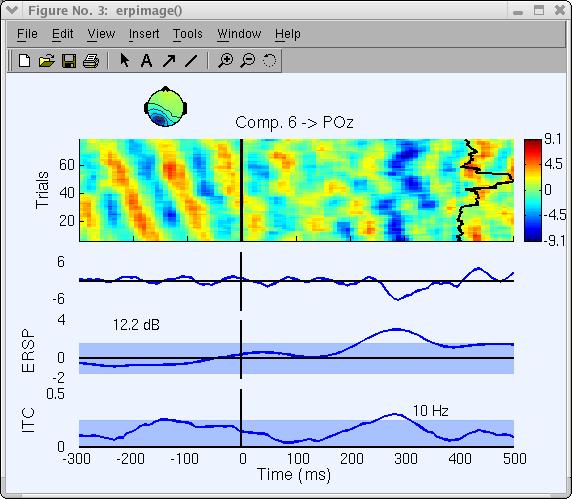 Figure No. 3: erpimage()
File Edit View Insert Tools Window Help
A
Comp. 6 -> POz
Trials
60
40
20
9.1
4.5
0
-4.5
-9.1
6
-6
ERSP
4
0
-2
12.2 dB
ITC
0.5
0
10 Hz
-300 -200 -100 0 100 200 300 400 500
Time (ms)